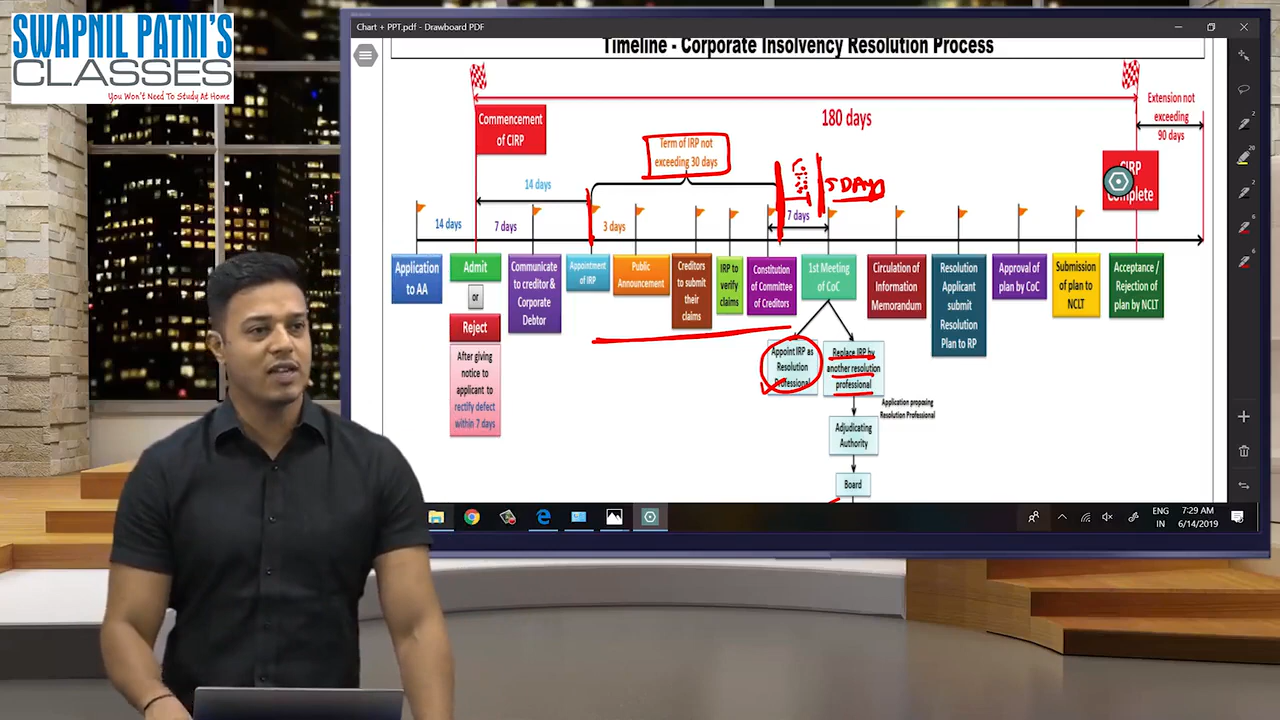 SWAPNIL PATNI'S
CLASSES
You Won't Need To Study At Home
Chart + PPT.pdf - Drawboard PDF
Timeline - Corporate Insolvency Resolution Process
180 days
Extension not
exceeding
90 days
Commencement
of CIRP
Term of IRP not
exceeding 30 days
5 DAYS
CIRP
Complete
14 days
14 days
7 days
3 days
7 days
Application
to AA
Admit
or
Reject
After giving
notice to
applicant to
rectify defect
within 7 days
Communicate
to creditor &
Corporate
Debtor
Appointment
of IRP
Public
Announcement
Creditors
to submit
their
claims
IRP to
verify
claims
Constitution
of Committee
of Creditors
1st Meeting
of CoC
Circulation of
Information
Memorandum
Resolution
Applicant
submit
Resolution
Plan to RP
Approval of
plan by CoC
Submission
of plan to
NCLT
Acceptance /
Rejection of
plan by NCLT
Appoint IRP as
Resolution
Professional
Replace IRP by
another resolution
professional
Application proposing
Resolution Professional
Adjudicating
Authority
Board
ENG
IN
7:29 AM
6/14/2019